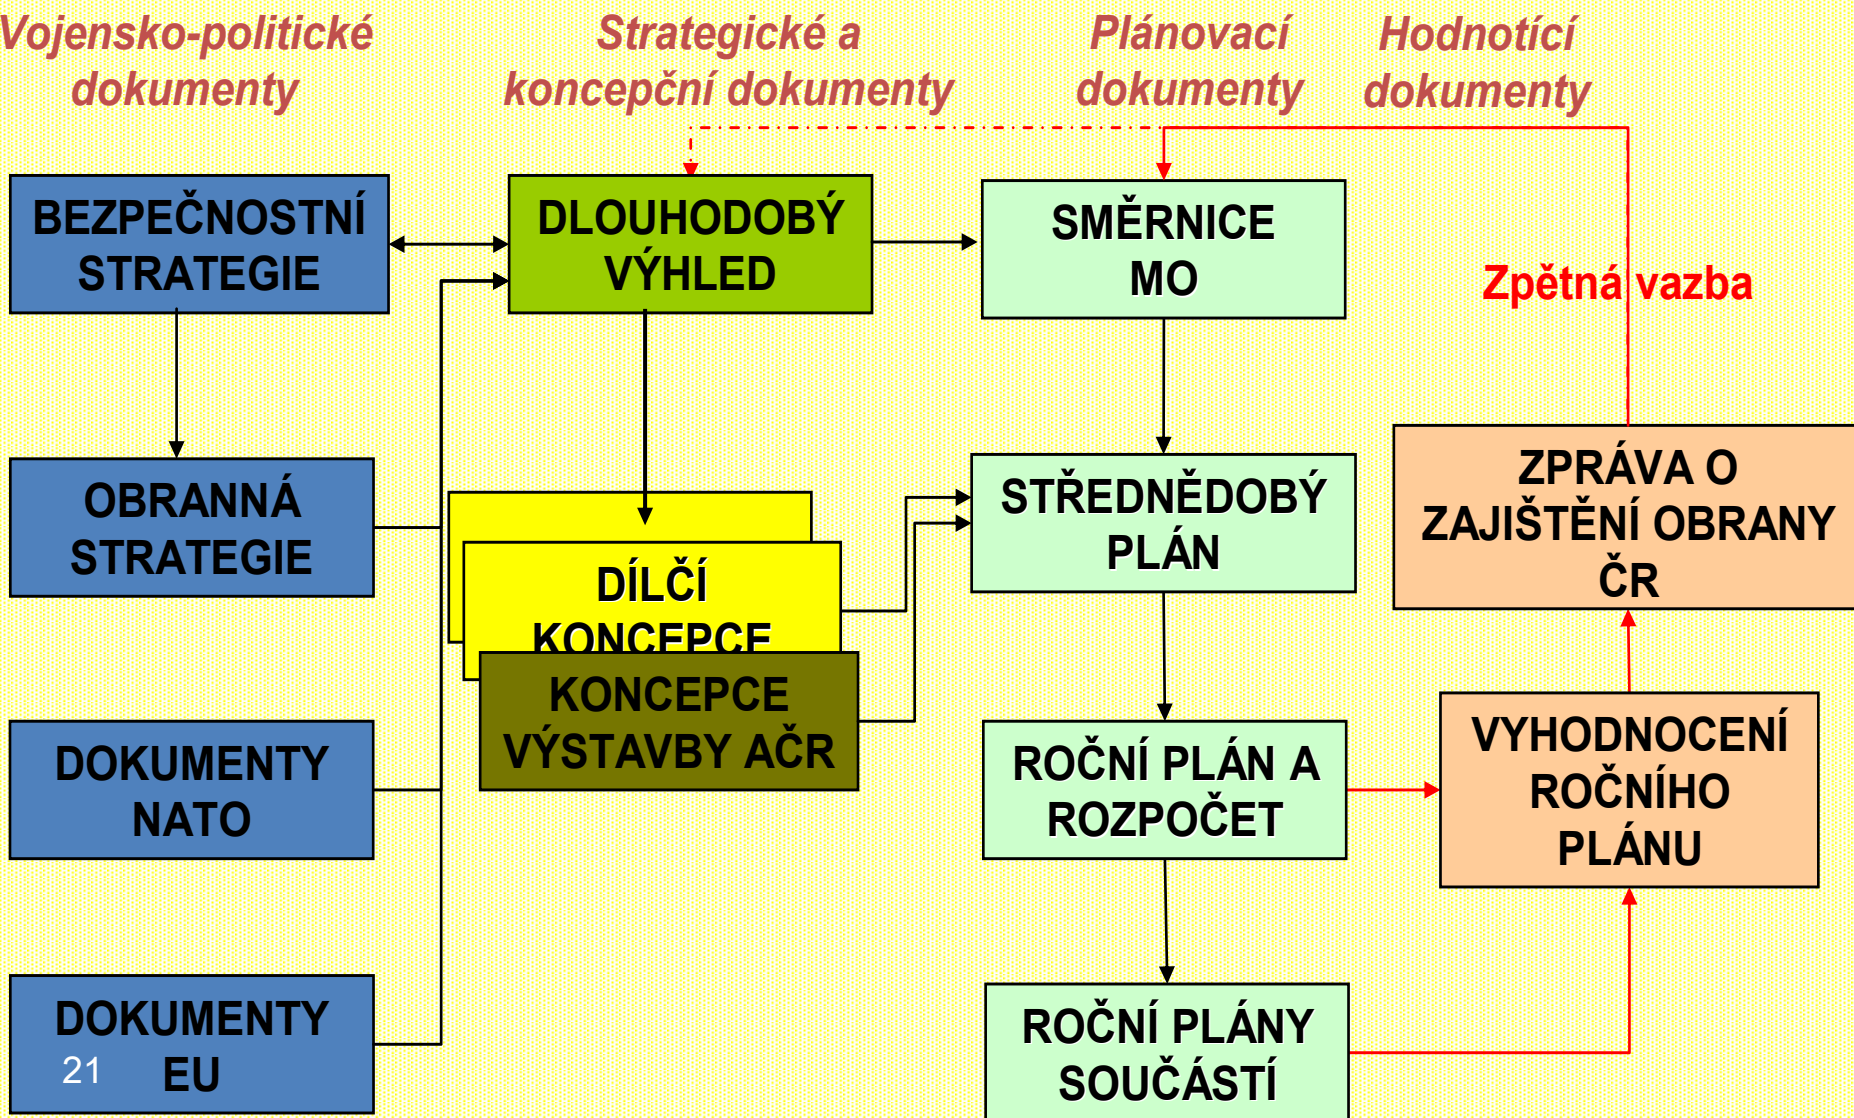 Vojensko-politické
dokumenty
Strategické a
koncepční dokumenty
Plánovací
dokumenty
Hodnotící
dokumenty
BEZPEČNOSTNÍ
STRATEGIE
DLOUHODOBÝ
VÝHLED
SMĚRNICE
MO
Zpětná vazba
OBRANNÁ
STRATEGIE
DÍLČÍ
KONCEPCE
KONCEPCE
VÝSTAVBY AČR
STŘEDNĚDOBÝ
PLÁN
ZPRÁVA O
ZAJIŠTĚNÍ OBRANY
ČR
DOKUMENTY
NATO
ROČNÍ PLÁN A
ROZPOČET
VYHODNOCENÍ
ROČNÍHO
PLÁNU
DOKUMENTY
EU
21
ROČNÍ PLÁNY
SOUČÁSTÍ